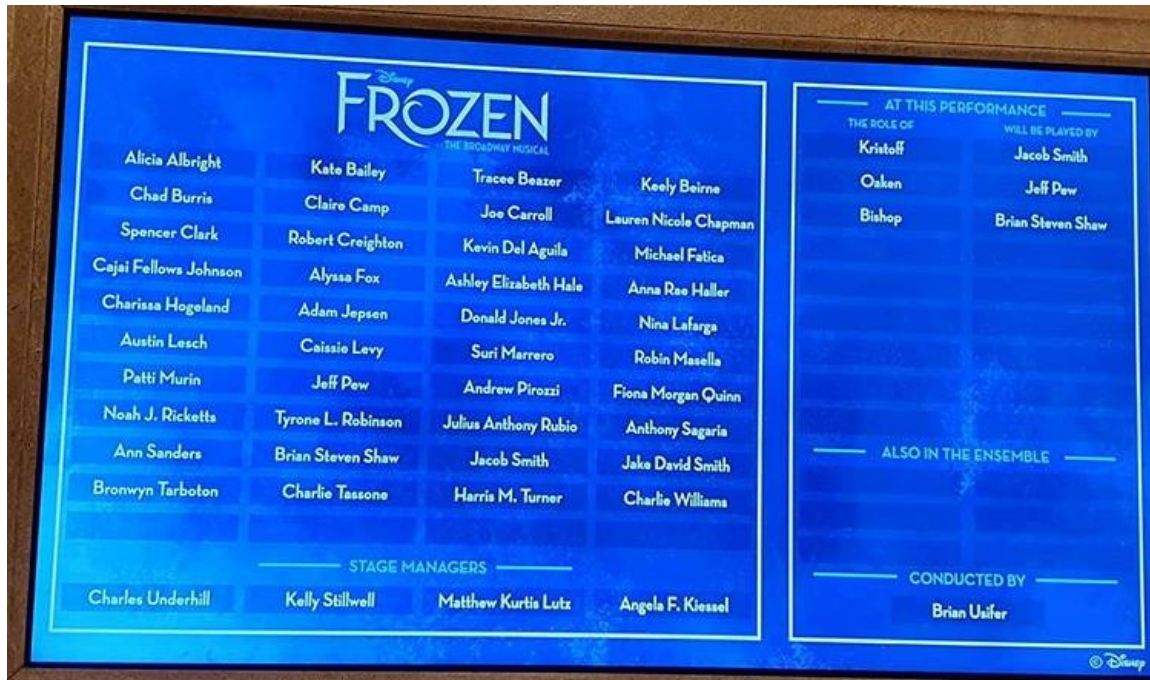 Disney
FROZEN
THE BROADWAY MUSICAL
Alicia Albright Kate Bailey Tracee Beazer Keely Beirne
Chad Burris Claire Camp Joe Carroll Lauren Nicole Chapman
Spencer Clark Robert Creighton Kevin Del Aguila Michael Fatica
Cajai Fellows Johnson Alyssa Fox Ashley Elizabeth Hale Anna Rae Haller
Charissa Hogeland Adam Jepsen Donald Jones Jr. Nina Lafarga
Austin Lesch Caissie Levy Suri Marrero Robin Masella
Patti Murin Jeff Pew Andrew Pirozzi Fiona Morgan Quinn
Noah J. Ricketts Tyrone L. Robinson Julius Anthony Rubio Anthony Sagaria
Ann Sanders Brian Steven Shaw Jacob Smith Jake David Smith
Bronwyn Tarboton Charlie Tassone Harris M. Turner Charlie Williams
STAGE MANAGERS
Charles Underhill Kelly Stillwell Matthew Kurtis Lutz Angela F. Kiessel
AT THIS PERFORMANCE
THE ROLE OF WILL BE PLAYED BY
Kristoff Jacob Smith
Oaken Jeff Pew
Bishop Brian Steven Shaw
ALSO IN THE ENSEMBLE
CONDUCTED BY
Brian Usifer
© Disney